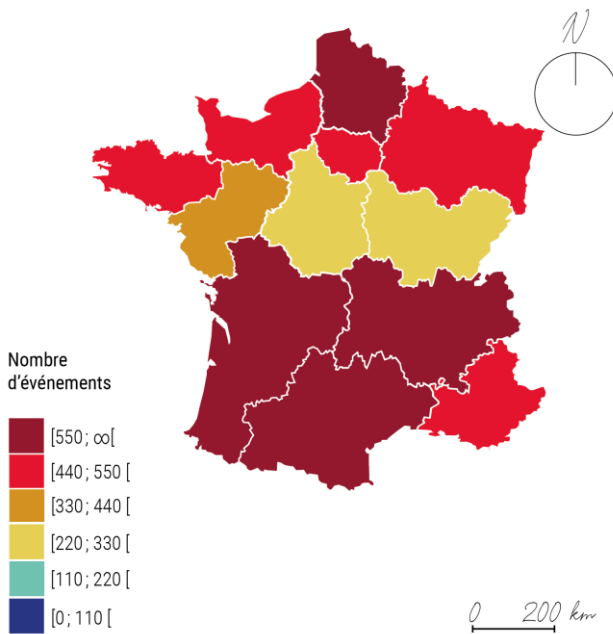 N
Nombre
d'événements
[550 ; ∞[
[440 ; 550 [
[330 ; 440 [
[220 ; 330 [
[110 ; 220 [
[0 ; 110 [
0 200 km